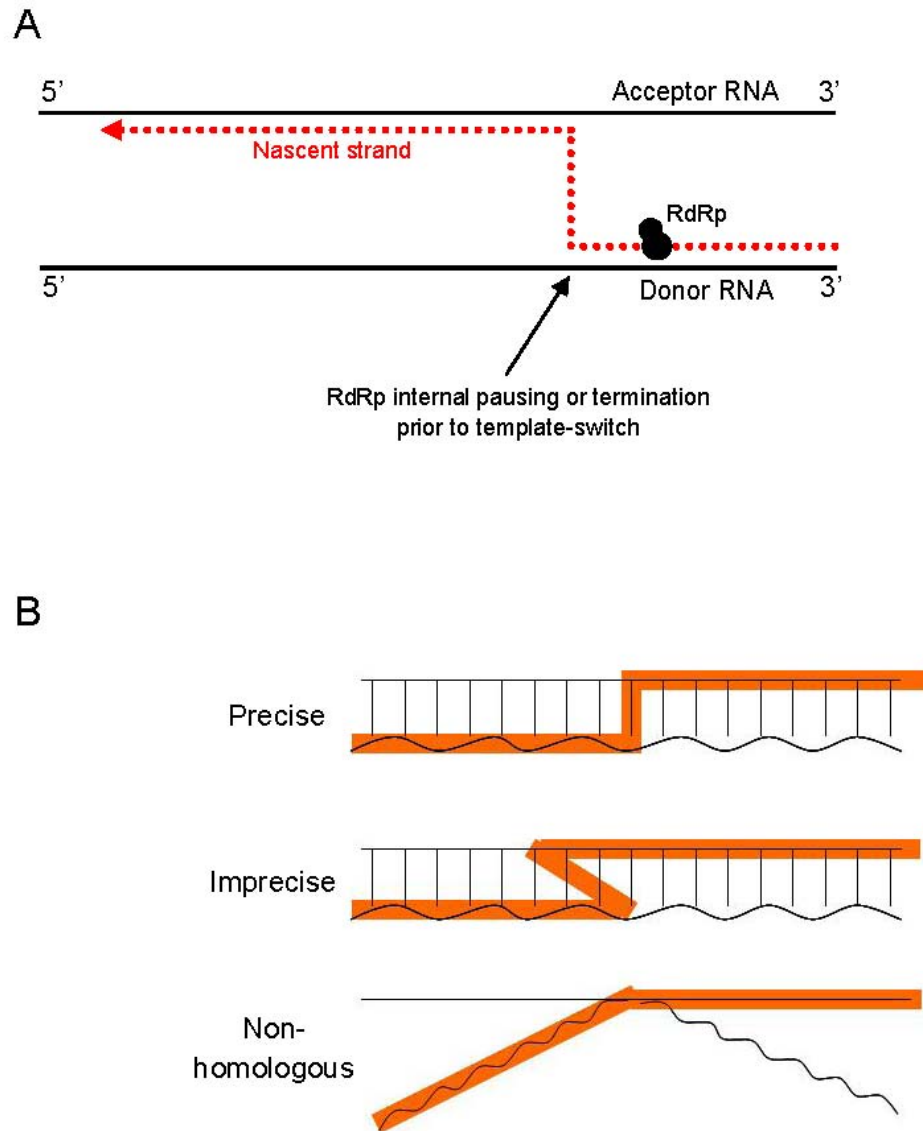 A
5’
Acceptor RNA
3’
Nascent strand
RdRp
5’
Donor RNA
3’
RdRp internal pausing or termination
prior to template-switch
B
Precise
Imprecise
Non-
homologous